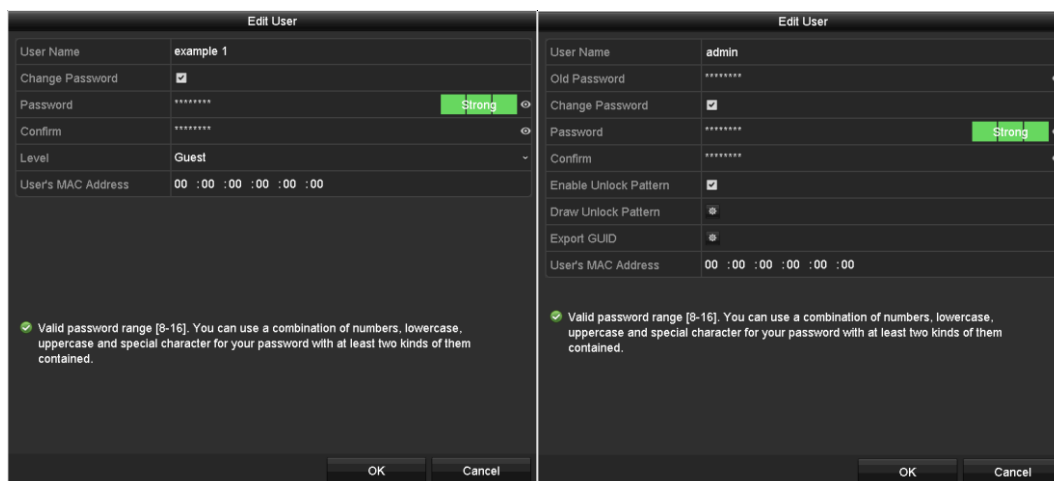 Edit User
User Name example 1
Change Password
Password ******** Strong
Confirm ********
Level Guest
User's MAC Address 00 :00 :00 :00 :00 :00
Valid password range [8-16]. You can use a combination of numbers, lowercase,
uppercase and special character for your password with at least two kinds of them
contained.
OK Cancel
Edit User
User Name admin
Old Password ********
Change Password
Password ******** Strong
Confirm ********
Enable Unlock Pattern
Draw Unlock Pattern
Export GUID
User's MAC Address 00 :00 :00 :00 :00 :00
Valid password range [8-16]. You can use a combination of numbers, lowercase,
uppercase and special character for your password with at least two kinds of them
contained.
OK Cancel